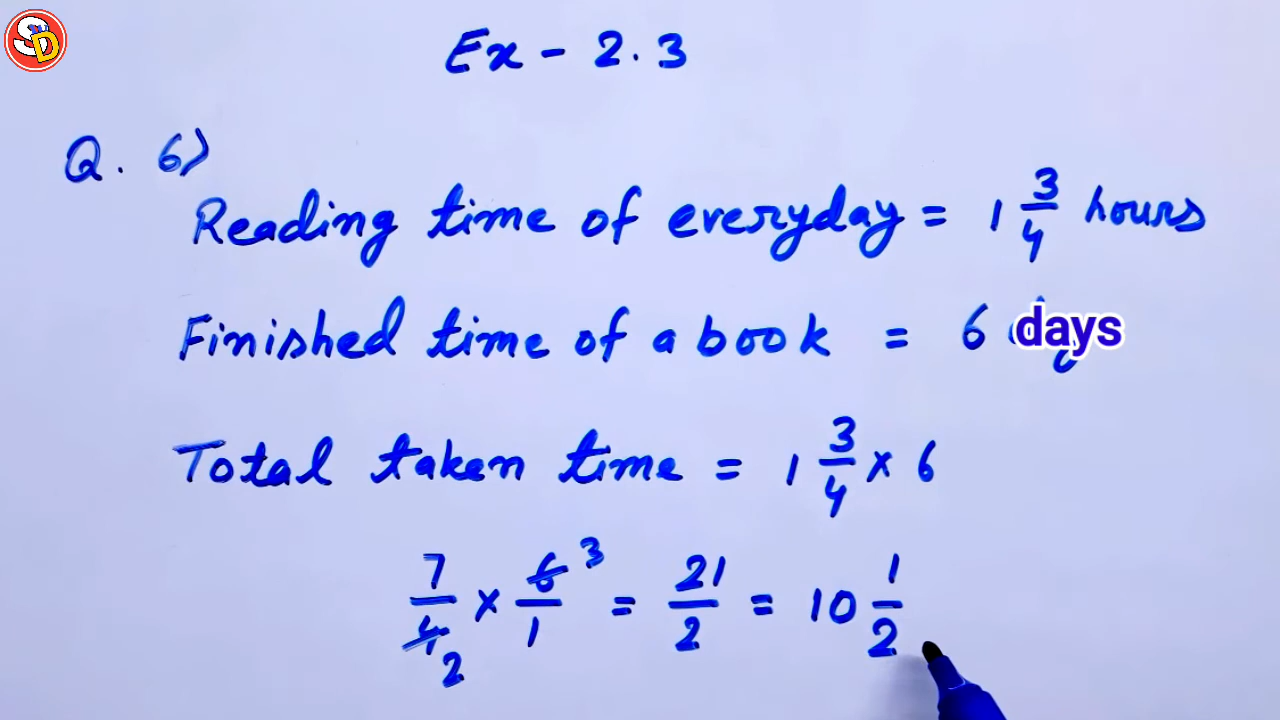 SD
Ex - 2.3
Q. 6)
Reading time of everyday = 1 3/4 hours
Finished time of a book = 6 days
Total taken time = 1 3/4 x 6
7/4 2 x 6/1 3 = 21/2 = 10 1/2